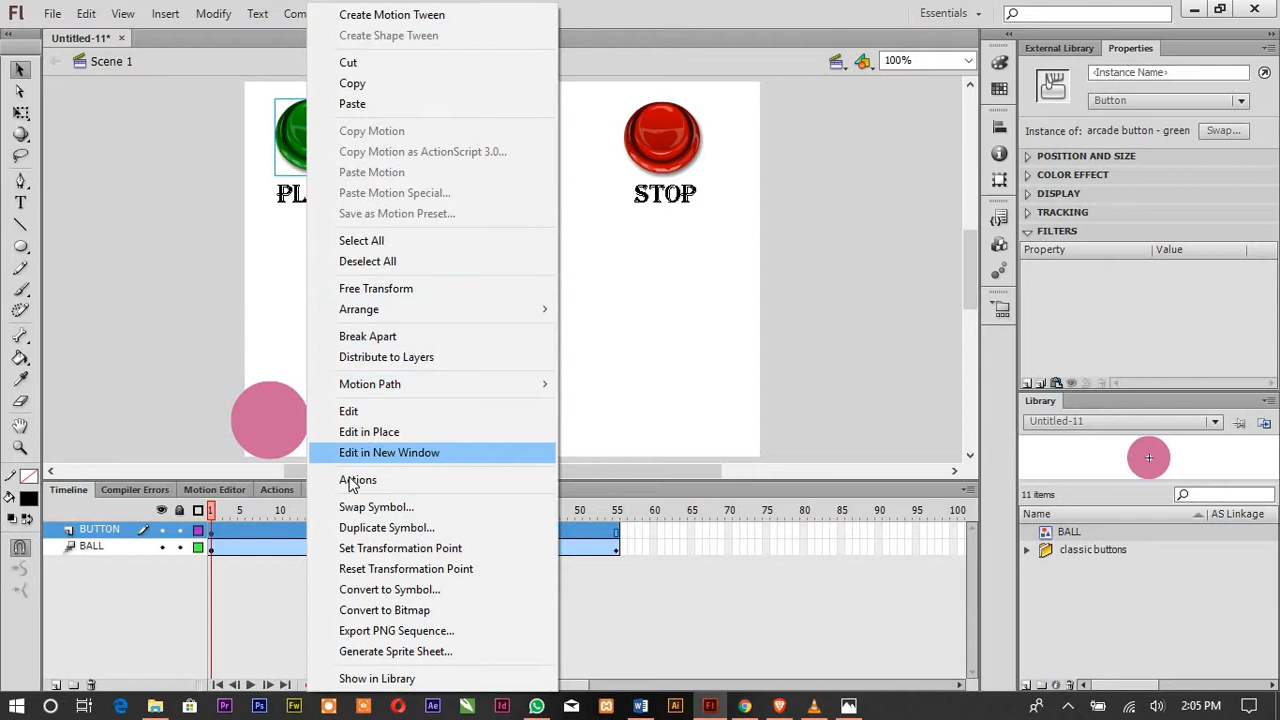 Fl File Edit View Insert Modify Text Com Essentials
Untitled-11* ×
Scene 1
100%
PL
STOP
Create Motion Tween
Create Shape Tween
Cut
Copy
Paste
Copy Motion
Copy Motion as ActionScript 3.0...
Paste Motion
Paste Motion Special...
Save as Motion Preset...
Select All
Deselect All
Free Transform
Arrange
Break Apart
Distribute to Layers
Motion Path
Edit
Edit in Place
Edit in New Window
Actions
Swap Symbol...
Duplicate Symbol...
Set Transformation Point
Reset Transformation Point
Convert to Symbol...
Convert to Bitmap
Export PNG Sequence...
Generate Sprite Sheet...
Show in Library
External Library Properties
<Instance Name>
Button
Instance of: arcade button - green Swap...
POSITION AND SIZE
COLOR EFFECT
DISPLAY
TRACKING
FILTERS
Property Value
Library
Untitled-11
11 items
Name AS Linkage
BALL
classic buttons
Timeline Compiler Errors Motion Editor Actions
1 5 10 50 55 60 65 70 75 80 85 90 95 100
BUTTON
BALL
Pr Ps Fw Ae Id Ai Fl
2:05 PM